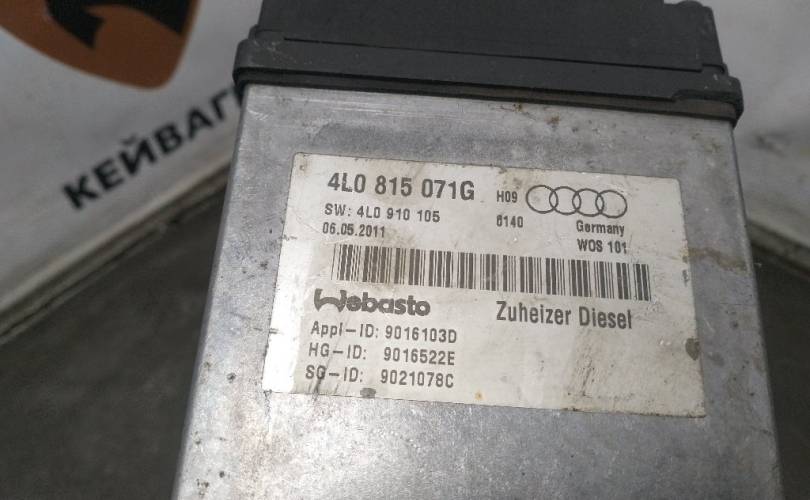 КЕЙВАГ
4L0 815 071G H09
SW: 4L0 910 105 0140 Germany
06.05.2011 WOS 101
Webasto Zuheizer Diesel
Appl-ID: 9016103D
HG-ID: 9016522E
SG-ID: 9021078C